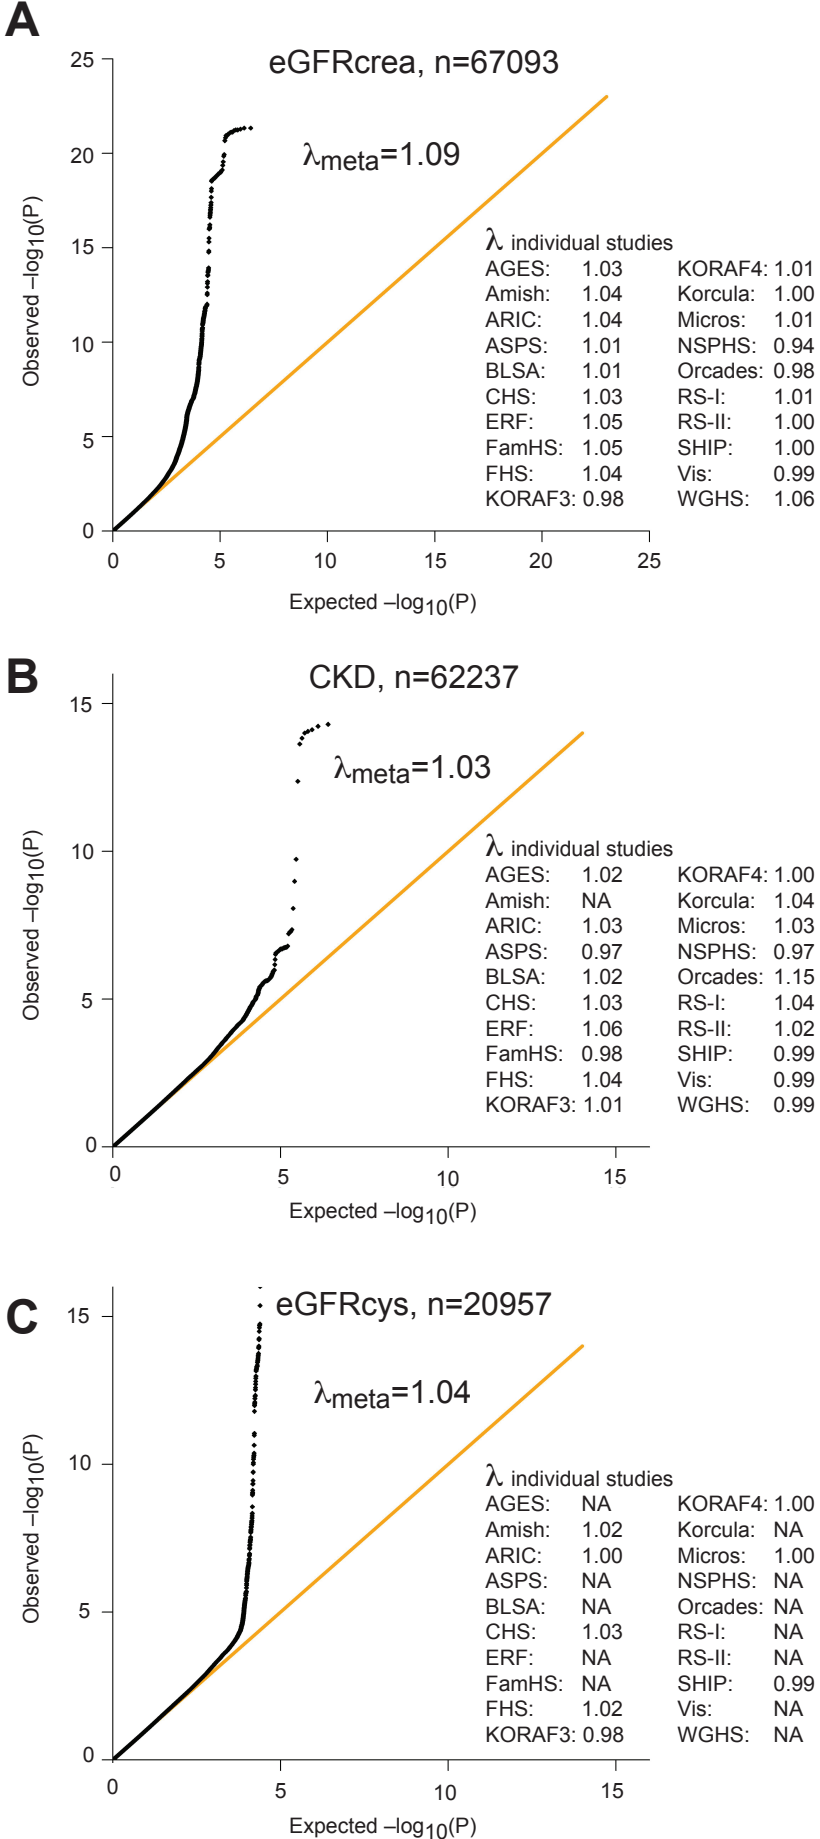 A
eGFRcrea, n=67093
λmeta=1.09
25
20
15
10
5
0
Observed –log10(P)
0 5 10 15 20 25
Expected –log10(P)
λ individual studies
AGES: 1.03 KORAF4: 1.01
Amish: 1.04 Korcula: 1.00
ARIC: 1.04 Micros: 1.01
ASPS: 1.01 NSPHS: 0.94
BLSA: 1.01 Orcades: 0.98
CHS: 1.03 RS-I: 1.01
ERF: 1.05 RS-II: 1.00
FamHS: 1.05 SHIP: 1.00
FHS: 1.04 Vis: 0.99
KORAF3: 0.98 WGHS: 1.06
B
CKD, n=62237
λmeta=1.03
15
10
5
0
Observed –log10(P)
0 5 10 15
Expected –log10(P)
λ individual studies
AGES: 1.02 KORAF4: 1.00
Amish: NA Korcula: 1.04
ARIC: 1.03 Micros: 1.03
ASPS: 0.97 NSPHS: 0.97
BLSA: 1.02 Orcades: 1.15
CHS: 1.03 RS-I: 1.04
ERF: 1.06 RS-II: 1.02
FamHS: 0.98 SHIP: 0.99
FHS: 1.04 Vis: 0.99
KORAF3: 1.01 WGHS: 0.99
C
eGFRcys, n=20957
λmeta=1.04
15
10
5
0
Observed –log10(P)
0 5 10 15
Expected –log10(P)
λ individual studies
AGES: NA KORAF4: 1.00
Amish: 1.02 Korcula: NA
ARIC: 1.00 Micros: 1.00
ASPS: NA NSPHS: NA
BLSA: NA Orcades: NA
CHS: 1.03 RS-I: NA
ERF: NA RS-II: NA
FamHS: NA SHIP: 0.99
FHS: 1.02 Vis: NA
KORAF3: 0.98 WGHS: NA